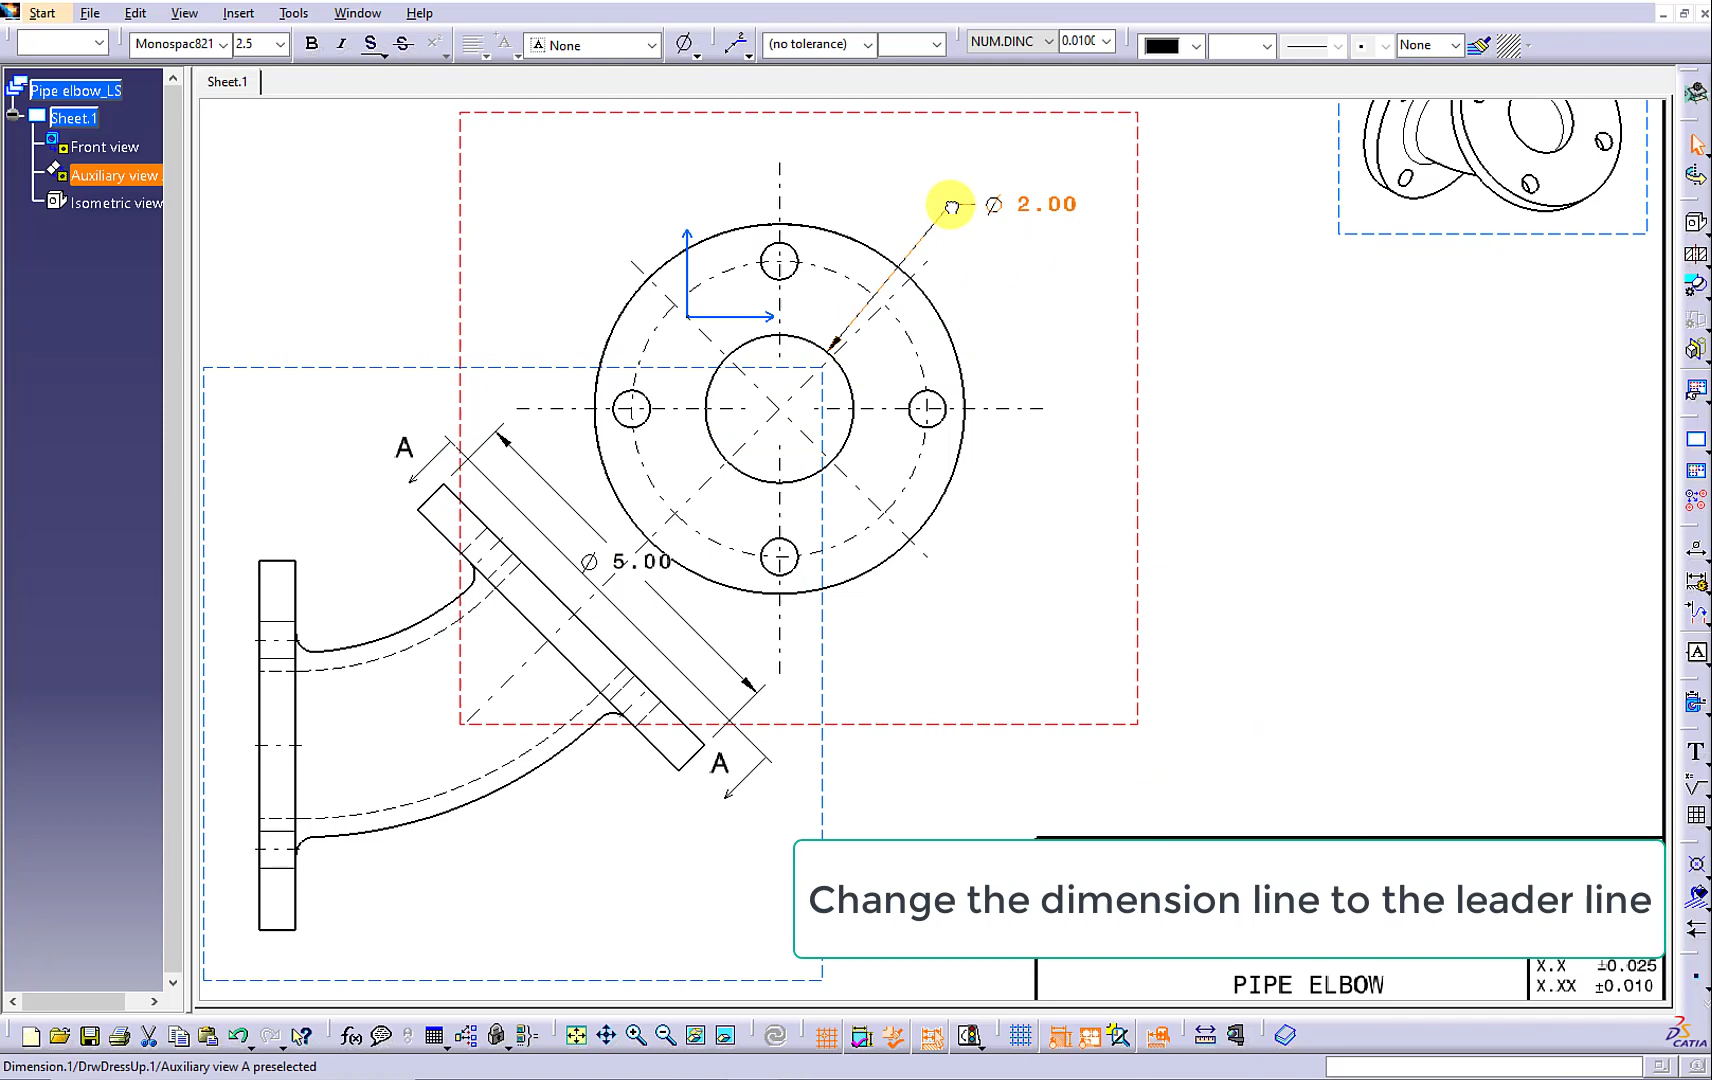 Start File Edit View Insert Tools Window Help
Monospac821 2.5 B I S S A None (no tolerance) NUM.DINC 0.010 None
Pipe elbow_LS
Sheet.1
Front view
Auxiliary view
Isometric view
Sheet.1
Ø 2.00
A
Ø 5.00
A
Change the dimension line to the leader line
X.X ±0.025
PIPE ELBOW X.XX ±0.010
Dimension.1/DrwDressUp.1/Auxiliary view A preselected
CATIA